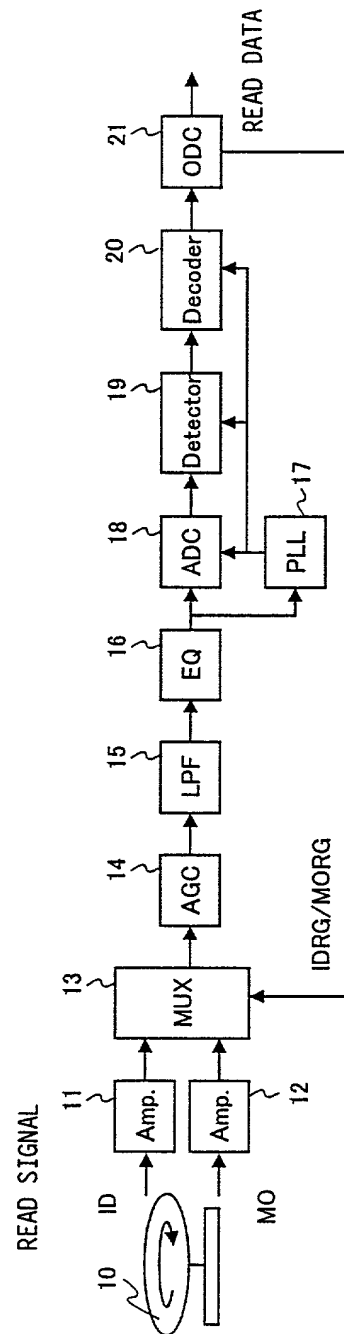 READ SIGNAL
10
ID
MO
11
Amp.
12
Amp.
13
MUX
IDRG/MORG
14
AGC
15
LPF
16
EQ
17
PLL
18
ADC
19
Detector
20
Decoder
21
ODC
READ DATA